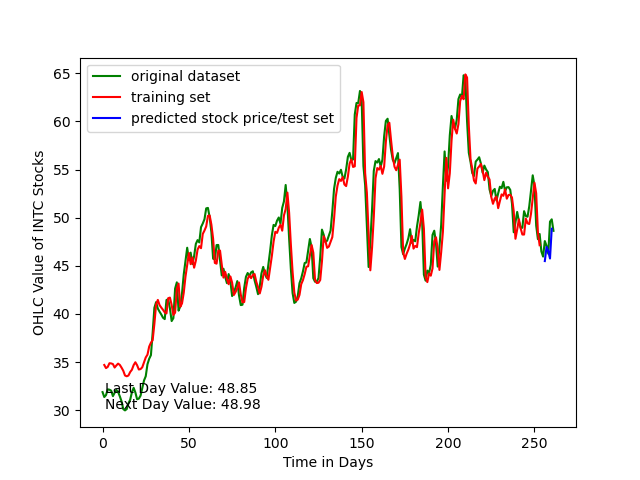 original dataset
training set
predicted stock price/test set
OHLC Value of INTC Stocks
65
60
55
50
45
40
35
30
Last Day Value: 48.85
Next Day Value: 48.98
0 50 100 150 200 250
Time in Days